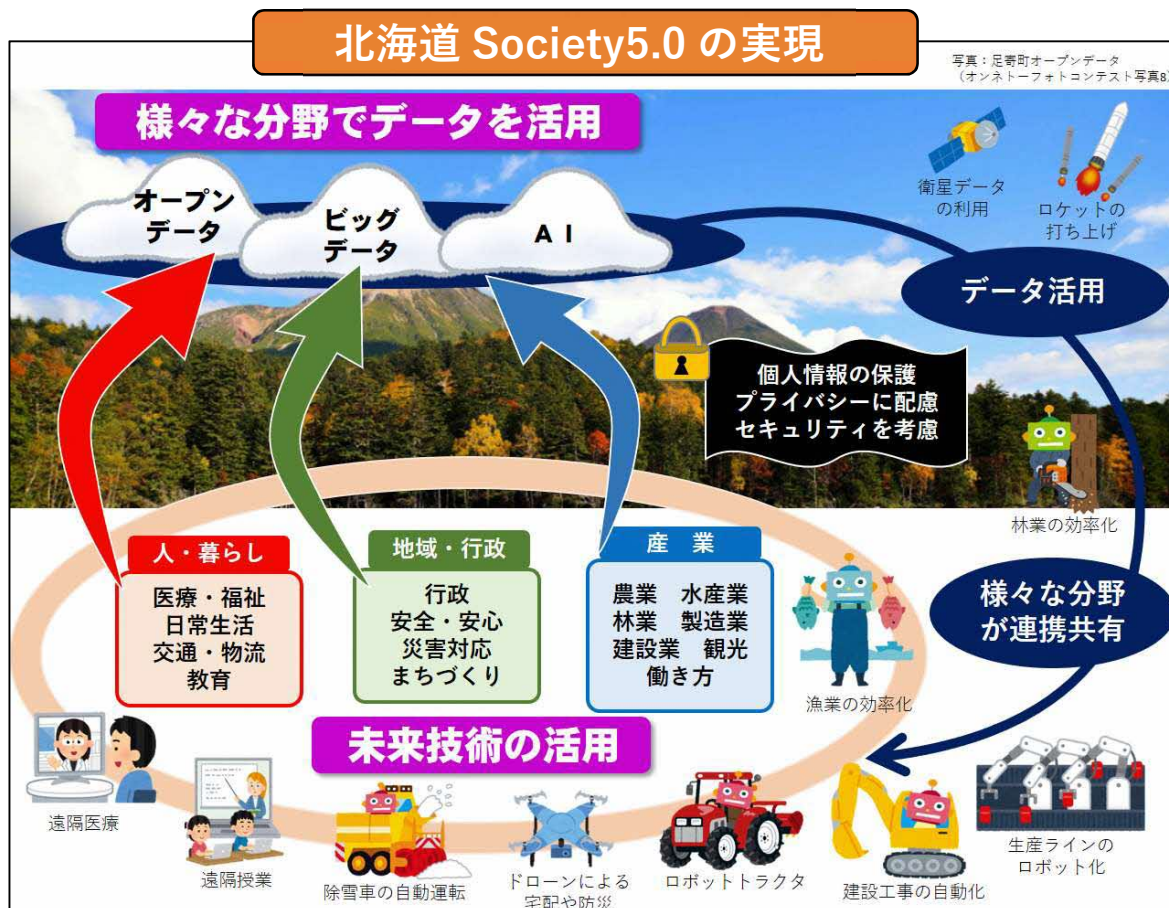 北海道 Society5.0 の実現
写真：足寄町オープンデータ
（オンネトーフォトコンテスト写真8）
様々な分野でデータを活用
オープン
データ
ビッグ
データ
ＡＩ
衛星データ
の利用
ロケットの
打ち上げ
データ活用
個人情報の保護
プライバシーに配慮
セキュリティを考慮
林業の効率化
人・暮らし
医療・福祉
日常生活
交通・物流
教育
地域・行政
行政
安全・安心
災害対応
まちづくり
産　業
農業　水産業
林業　製造業
建設業　観光
働き方
様々な分野
が連携共有
漁業の効率化
未来技術の活用
遠隔医療
遠隔授業
除雪車の自動運転
ドローンによる
宅配や防災
ロボットトラクタ
建設工事の自動化
生産ラインの
ロボット化